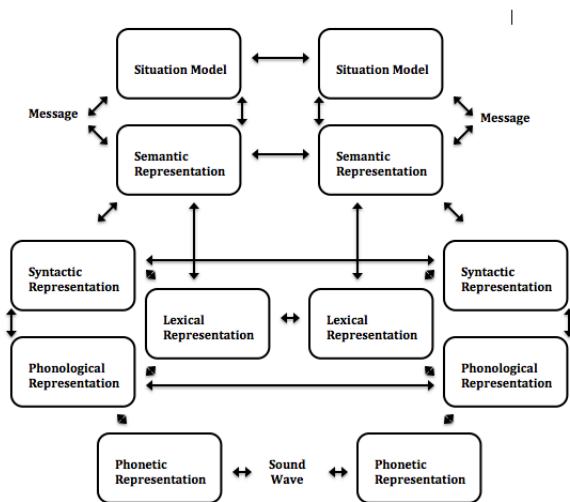 Situation Model
Situation Model
Message
Message
Semantic
Representation
Semantic
Representation
Syntactic
Representation
Syntactic
Representation
Lexical
Representation
Lexical
Representation
Phonological
Representation
Phonological
Representation
Phonetic
Representation
Sound
Wave
Phonetic
Representation